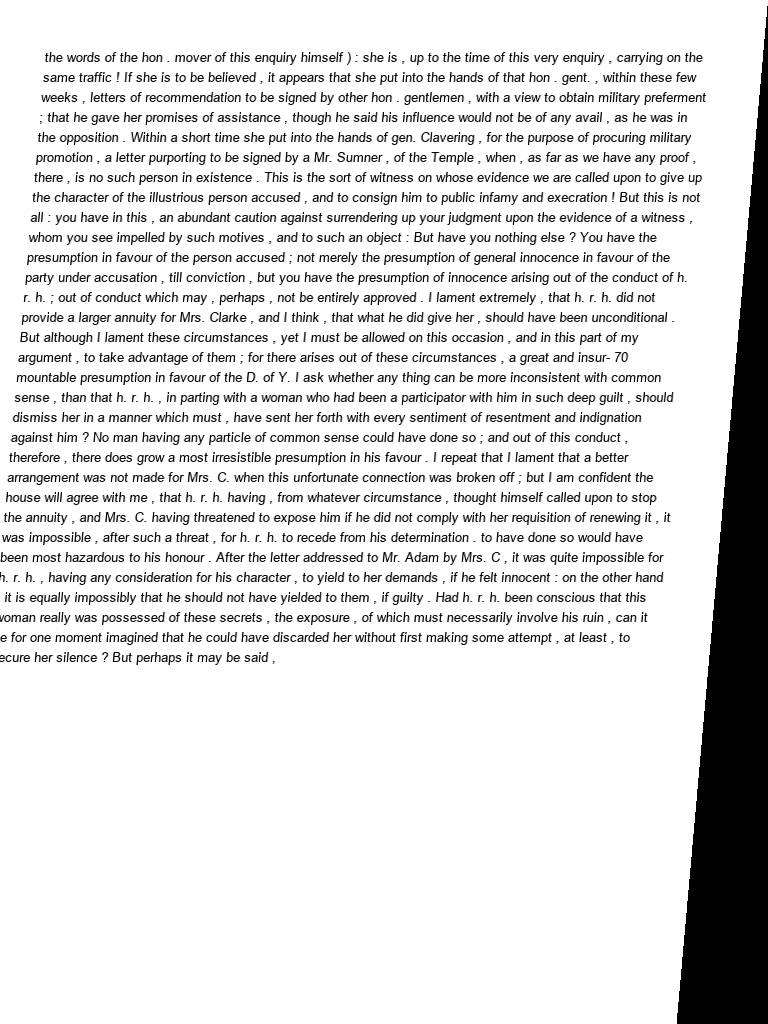 the words of the hon . mover of this enquiry himself ) : she is , up to the time of this very enquiry , carrying on the
same traffic ! If she is to be believed , it appears that she put into the hands of that hon . gent. , within these few
weeks , letters of recommendation to be signed by other hon . gentlemen , with a view to obtain military preferment
; that he gave her promises of assistance , though he said his influence would not be of any avail , as he was in
the opposition . Within a short time she put into the hands of gen. Clavering , for the purpose of procuring military
promotion , a letter purporting to be signed by a Mr. Sumner , of the Temple , when , as far as we have any proof ,
there , is no such person in existence . This is the sort of witness on whose evidence we are called upon to give up
the character of the illustrious person accused , and to consign him to public infamy and execration ! But this is not
all : you have in this , an abundant caution against surrendering up your judgment upon the evidence of a witness ,
whom you see impelled by such motives , and to such an object : But have you nothing else ? You have the
presumption in favour of the person accused ; not merely the presumption of general innocence in favour of the
party under accusation , till conviction , but you have the presumption of innocence arising out of the conduct of h.
r. h. ; out of conduct which may , perhaps , not be entirely approved . I lament extremely , that h. r. h. did not
provide a larger annuity for Mrs. Clarke , and I think , that what he did give her , should have been unconditional .
But although I lament these circumstances , yet I must be allowed on this occasion , and in this part of my
argument , to take advantage of them ; for there arises out of these circumstances , a great and insur- 70
mountable presumption in favour of the D. of Y. I ask whether any thing can be more inconsistent with common
sense , than that h. r. h. , in parting with a woman who had been a participator with him in such deep guilt , should
dismiss her in a manner which must , have sent her forth with every sentiment of resentment and indignation
against him ? No man having any particle of common sense could have done so ; and out of this conduct ,
therefore , there does grow a most irresistible presumption in his favour . I repeat that I lament that a better
arrangement was not made for Mrs. C. when this unfortunate connection was broken off ; but I am confident the
house will agree with me , that h. r. h. having , from whatever circumstance , thought himself called upon to stop
the annuity , and Mrs. C. having threatened to expose him if he did not comply with her requisition of renewing it , it
was impossible , after such a threat , for h. r. h. to recede from his determination . to have done so would have
been most hazardous to his honour . After the letter addressed to Mr. Adam by Mrs. C , it was quite impossible for
h. r. h. , having any consideration for his character , to yield to her demands , if he felt innocent : on the other hand
it is equally impossibly that he should not have yielded to them , if guilty . Had h. r. h. been conscious that this
woman really was possessed of these secrets , the exposure , of which must necessarily involve his ruin , can it
e for one moment imagined that he could have discarded her without first making some attempt , at least , to
ecure her silence ? But perhaps it may be said ,